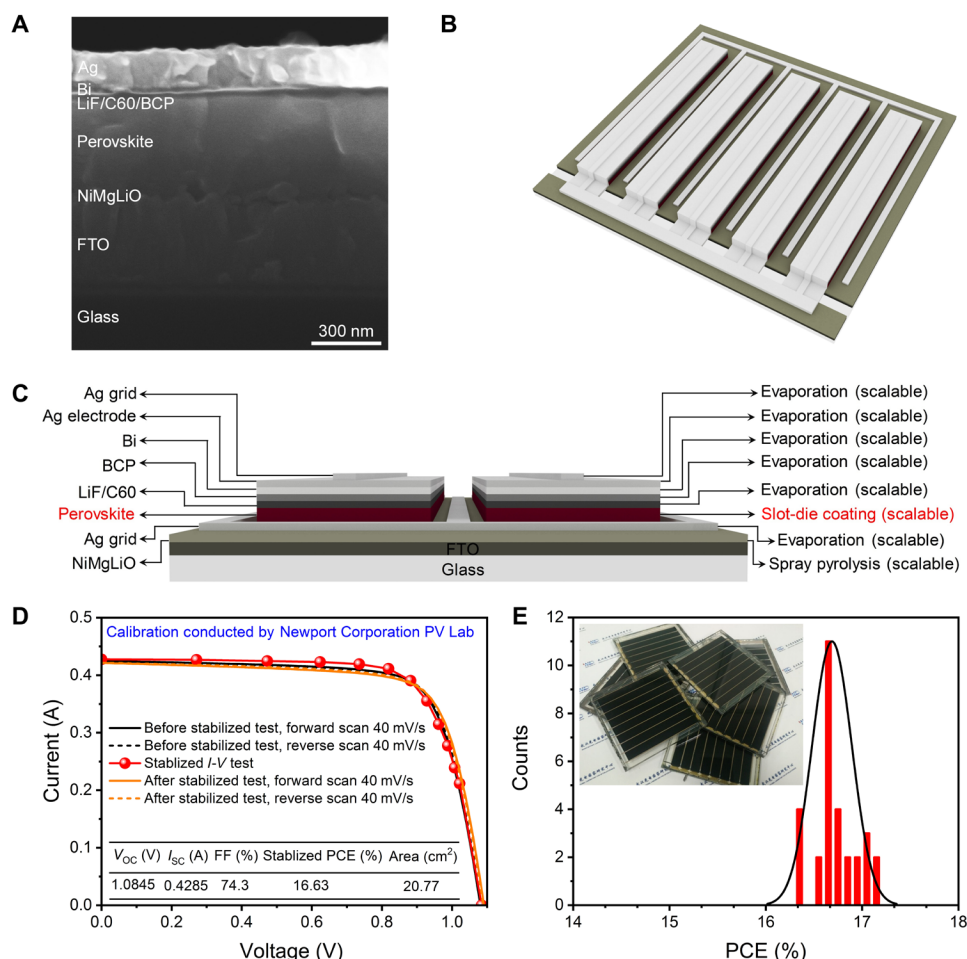 A
Ag
Bi
LiF/C60/BCP
Perovskite
NiMgLiO
FTO
Glass
300 nm
B
C
Ag grid
Ag electrode
Bi
BCP
LiF/C60
Perovskite
Ag grid
NiMgLiO
Evaporation (scalable)
Evaporation (scalable)
Evaporation (scalable)
Evaporation (scalable)
Evaporation (scalable)
Slot-die coating (scalable)
Evaporation (scalable)
Spray pyrolysis (scalable)
FTO
Glass
D
Calibration conducted by Newport Corporation PV Lab
Before stabilized test, forward scan 40 mV/s
Before stabilized test, reverse scan 40 mV/s
Stablized I-V test
After stabilized test, forward scan 40 mV/s
After stabilized test, reverse scan 40 mV/s
VOC (V) ISC (A) FF (%) Stablized PCE (%) Area (cm²)
1.0845 0.4285 74.3 16.63 20.77
0.5
0.4
0.3
0.2
0.1
0.0
Current (A)
0.0 0.2 0.4 0.6 0.8 1.0
Voltage (V)
E
12
10
8
6
4
2
0
Counts
14 15 16 17 18
PCE (%)